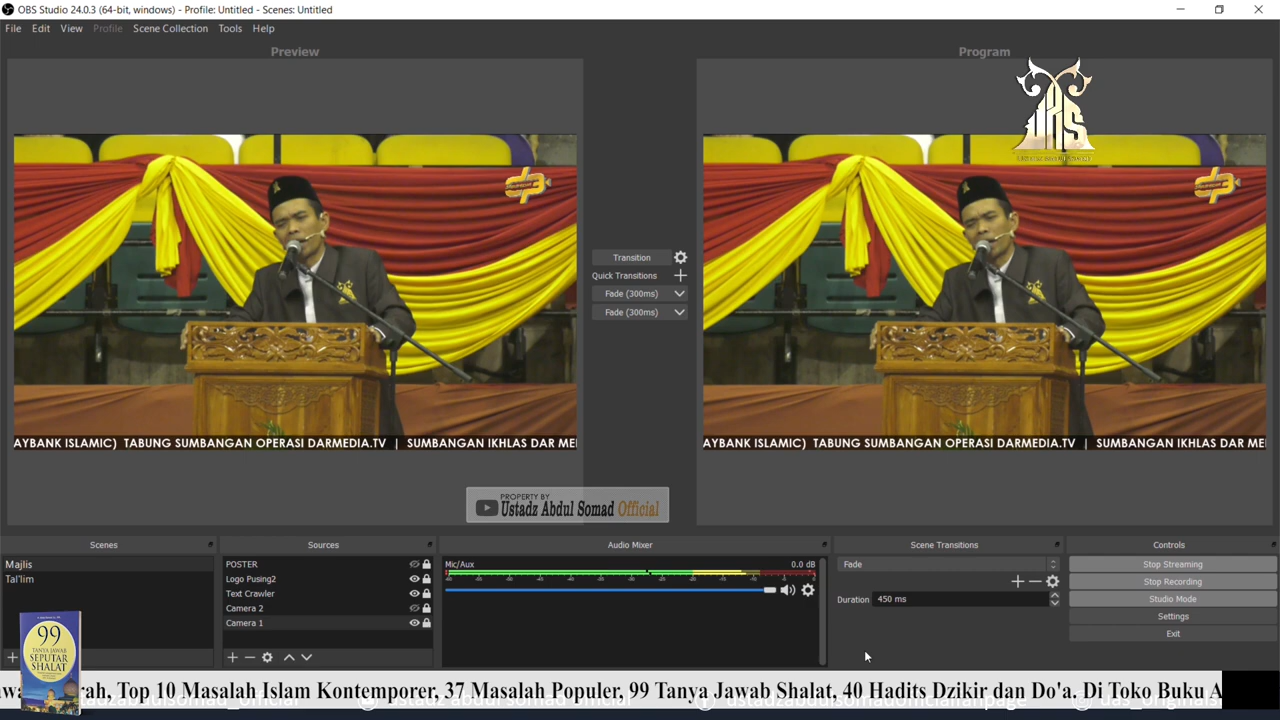 OBS Studio 24.0.3 (64-bit, windows) - Profile: Untitled - Scenes: Untitled
File Edit View Profile Scene Collection Tools Help
Preview
Program
URS
AYBANK ISLAMIC) TABUNG SUMBANGAN OPERASI DARMEDIA.TV | SUMBANGAN IKHLAS DAR ME
AYBANK ISLAMIC) TABUNG SUMBANGAN OPERASI DARMEDIA.TV | SUMBANGAN IKHLAS DAR ME
Transition
Quick Transitions
Fade (300ms)
Fade (300ms)
PROPERTY BY
Ustadz Abdul Somad Official
Scenes
Majlis
Tal'lim
Sources
POSTER
Logo Pusing2
Text Crawler
Camera 2
Camera 1
Audio Mixer
Mic/Aux 0.0 dB
Scene Transitions
Fade
Duration 450 ms
Controls
Stop Streaming
Stop Recording
Studio Mode
Settings
Exit
99
TANYA JAWAB
SEPUTAR
SHALAT
rah, Top 10 Masalah Islam Kontemporer, 37 Masalah Populer, 99 Tanya Jawab Shalat, 40 Hadits Dzikir dan Do'a. Di Toko Buku A